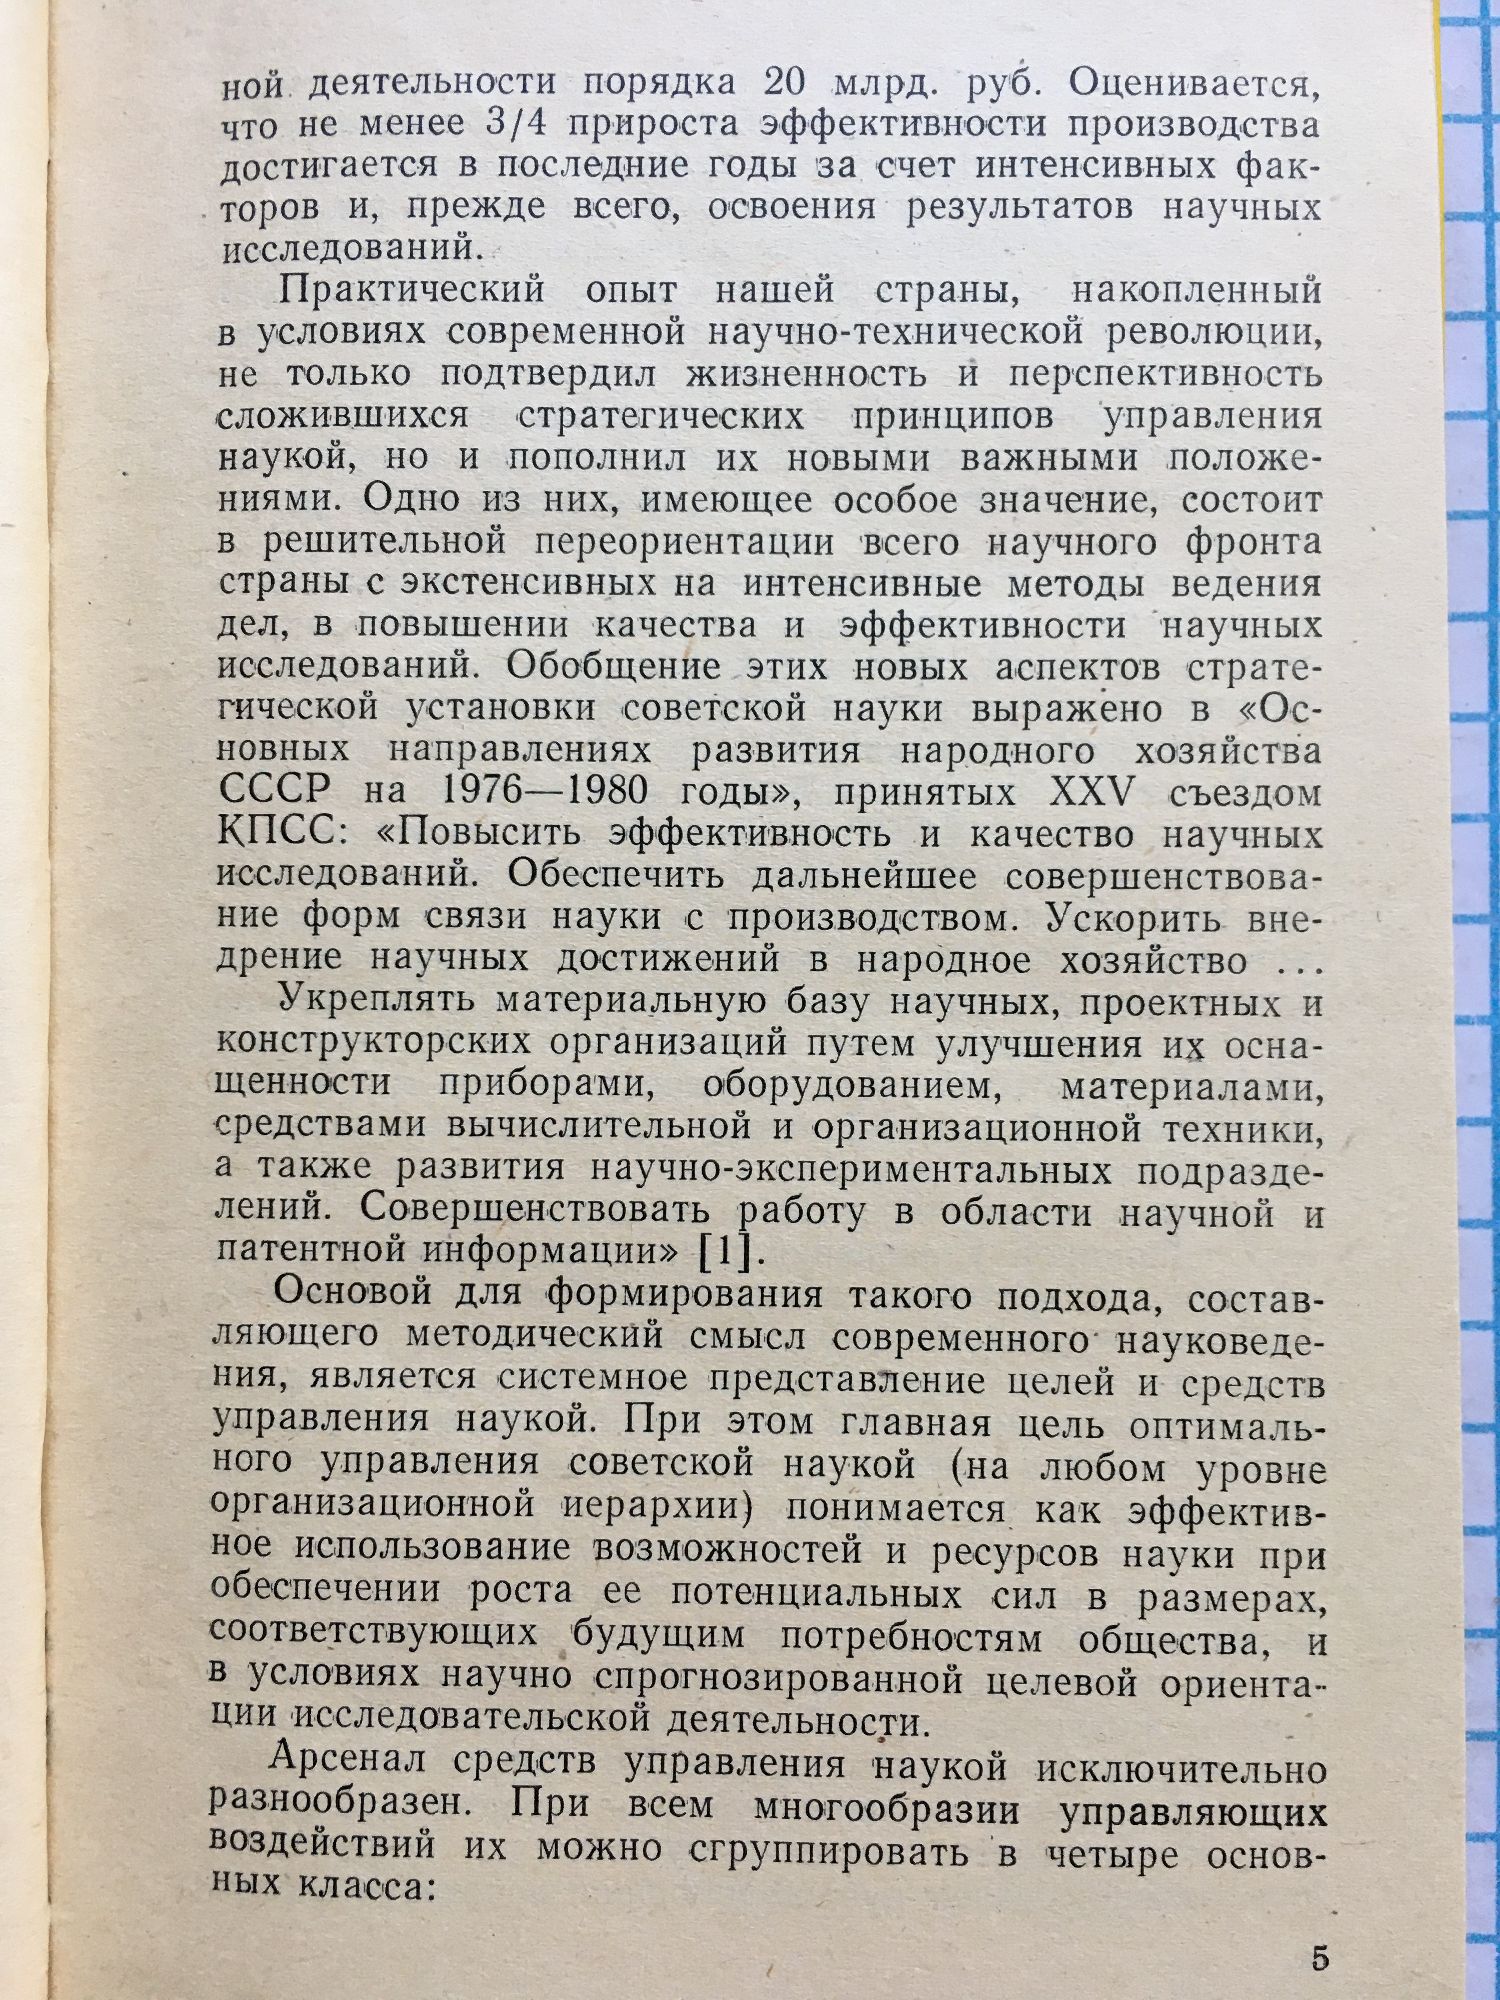 ной деятельности порядка 20 млрд. руб. Оценивается,
что не менее 3/4 прироста эффективности производства
достигается в последние годы за счет интенсивных фак-
торов и, прежде всего, освоения результатов научных
исследований.
Практический опыт нашей страны, накопленный
в условиях современной научно-технической революции,
не только подтвердил жизненность и перспективность
сложившихся стратегических принципов управления
наукой, но и пополнил их новыми важными положе-
ниями. Одно из них, имеющее особое значение, состоит
в решительной переориентации всего научного фронта
страны с экстенсивных на интенсивные методы ведения
дел, в повышении качества и эффективности научных
исследований. Обобщение этих новых аспектов страте-
гической установки советской науки выражено в «Ос-
новных направлениях развития народного хозяйства
СССР на 1976—1980 годы», принятых XXV съездом
КПСС: «Повысить эффективность и качество научных
исследований. Обеспечить дальнейшее совершенствова-
ние форм связи науки с производством. Ускорить вне-
дрение научных достижений в народное хозяйство ...
Укреплять материальную базу научных, проектных и
конструкторских организаций путем улучшения их осна-
щенности приборами, оборудованием, материалами,
средствами вычислительной и организационной техники,
а также развития научно-экспериментальных подразде-
лений. Совершенствовать работу в области научной и
патентной информации» [1].
Основой для формирования такого подхода, состав-
ляющего методический смысл современного науковеде-
ния, является системное представление целей и средств
управления наукой. При этом главная цель оптималь-
ного управления советской наукой (на любом уровне
организационной иерархии) понимается как эффектив-
ное использование возможностей и ресурсов науки при
обеспечении роста ее потенциальных сил в размерах,
соответствующих будущим потребностям общества, и
в условиях научно спрогнозированной целевой ориента-
ции исследовательской деятельности.
Арсенал средств управления наукой исключительно
разнообразен. При всем многообразии управляющих
воздействий их можно сгруппировать в четыре основ-
ных класса:
5